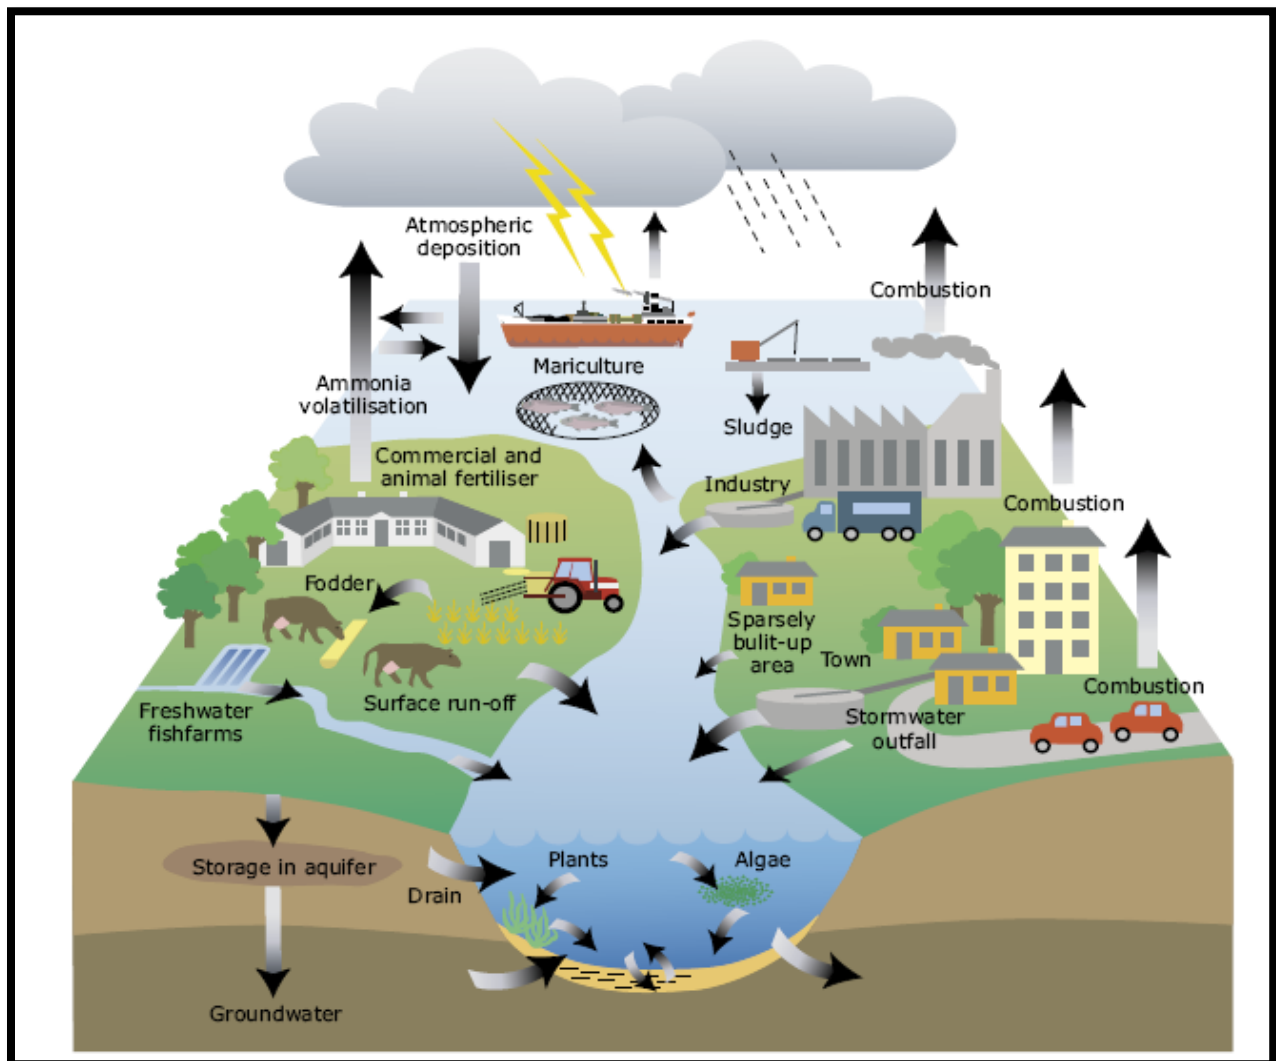 Atmospheric
deposition
Combustion
Mariculture
Ammonia
volatilisation
Sludge
Commercial and
animal fertiliser
Industry
Combustion
Fodder
Sparsely
bulit-up
area
Town
Combustion
Surface run-off
Freshwater
fishfarms
Stormwater
outfall
Plants
Algae
Storage in aquifer
Drain
Groundwater